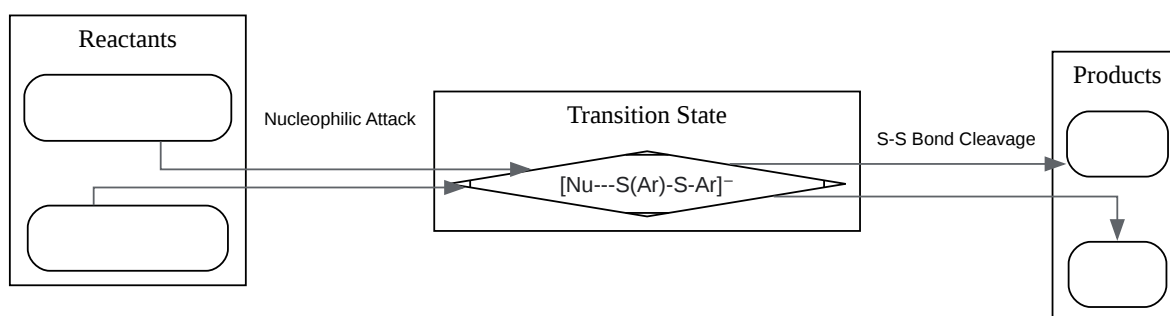 Reactants
Nucleophilic Attack
Transition State
[Nu---S(Ar)-S-Ar]⁻
S-S Bond Cleavage
Products